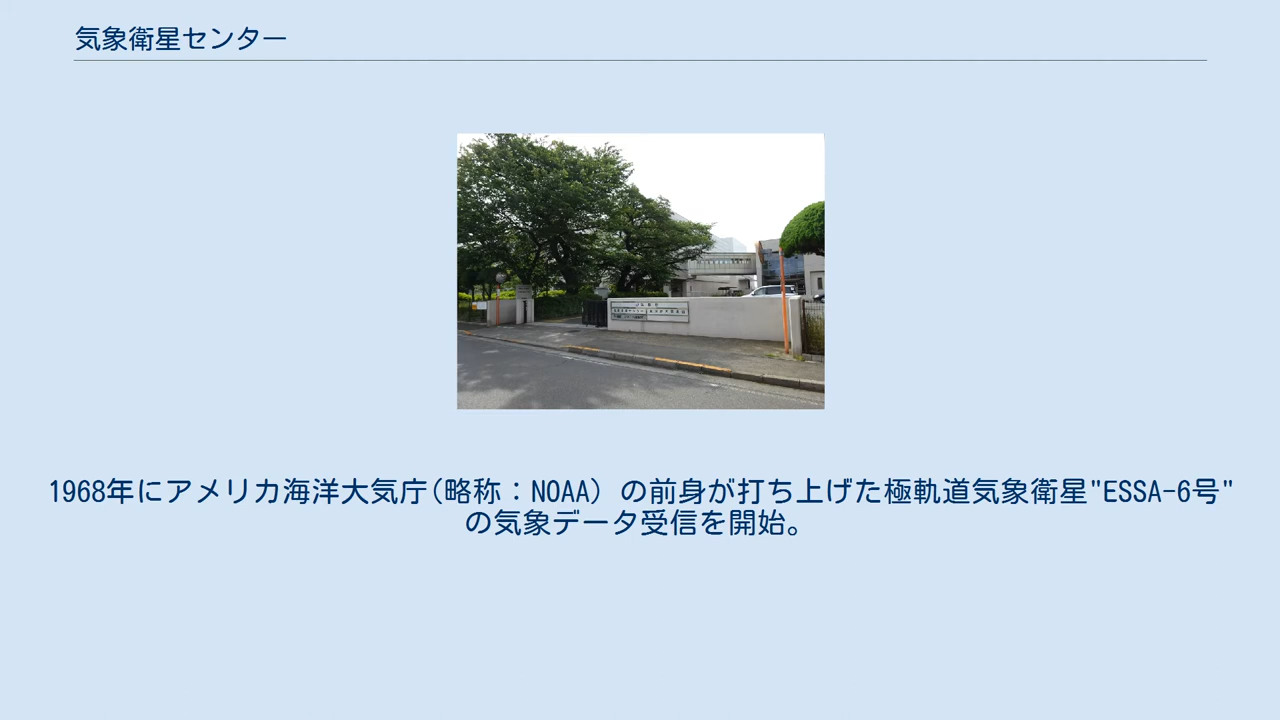 気象衛星センター
1968年にアメリカ海洋大気庁(略称：NOAA) の前身が打ち上げた極軌道気象衛星"ESSA-6号"
の気象データ受信を開始。